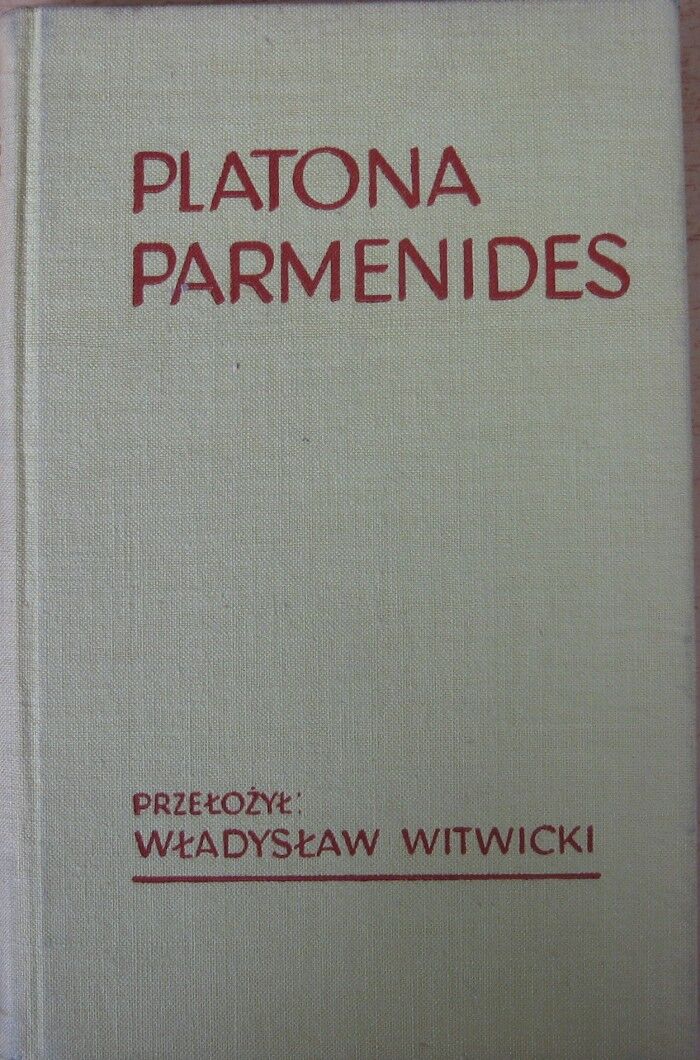 PLATONA
PARMENIDES
PRZEŁOŻYŁ:
WŁADYSŁAW WITWICKI